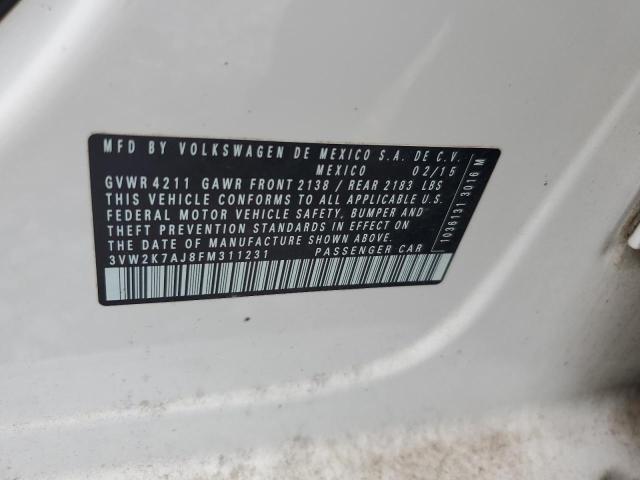 MFD BY VOLKSWAGEN DE MEXICO S.A. DE C.V.
MEXICO 02/15
GVWR 4211 GAWR FRONT 2138 / REAR 2183 LBS
THIS VEHICLE CONFORMS TO ALL APPLICABLE U.S.
FEDERAL MOTOR VEHICLE SAFETY, BUMPER AND
THEFT PREVENTION STANDARDS IN EFFECT ON
THE DATE OF MANUFACTURE SHOWN ABOVE.
3VW2K7AJ8FM311231 PASSENGER CAR
1036131 3016 M